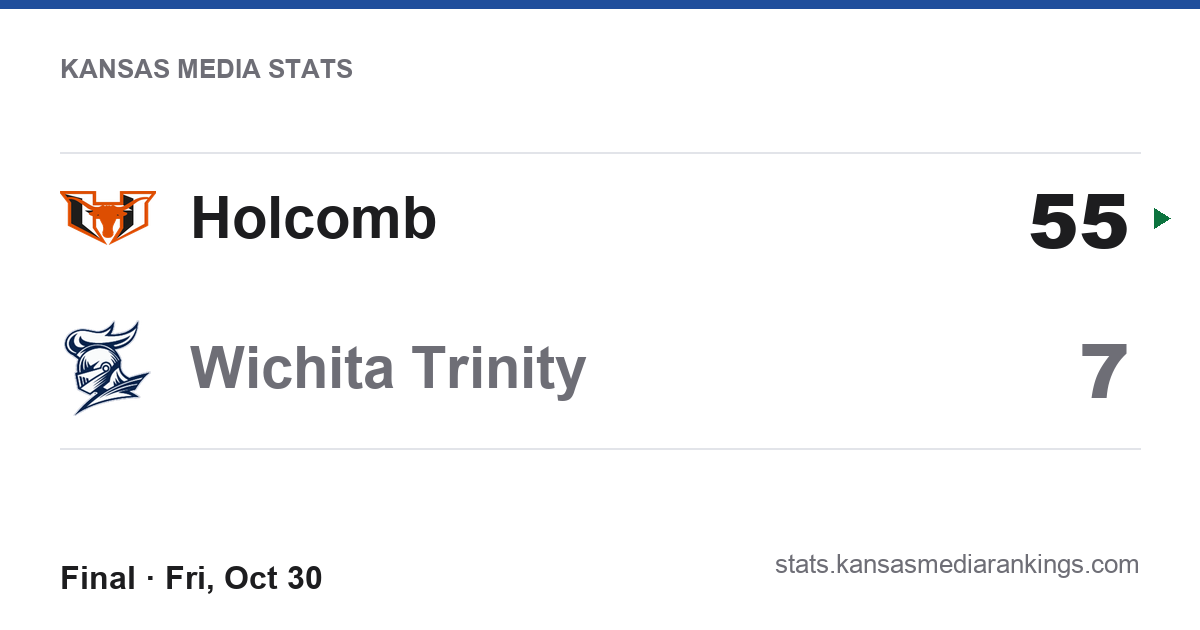 KANSAS MEDIA STATS
Holcomb 55
Wichita Trinity 7
Final · Fri, Oct 30
stats.kansasmediarankings.com